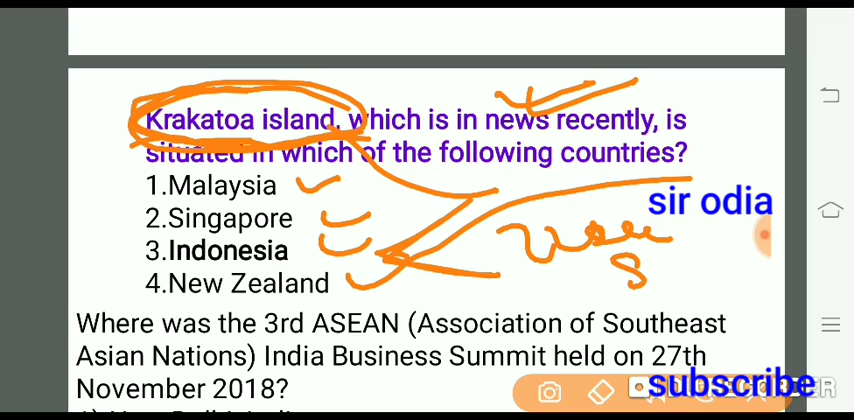 Krakatoa island, which is in news recently, is
situated in which of the following countries?
1.Malaysia
2.Singapore
3.Indonesia
4.New Zealand
sir odia
Where was the 3rd ASEAN (Association of Southeast
Asian Nations) India Business Summit held on 27th
November 2018?
subscribe